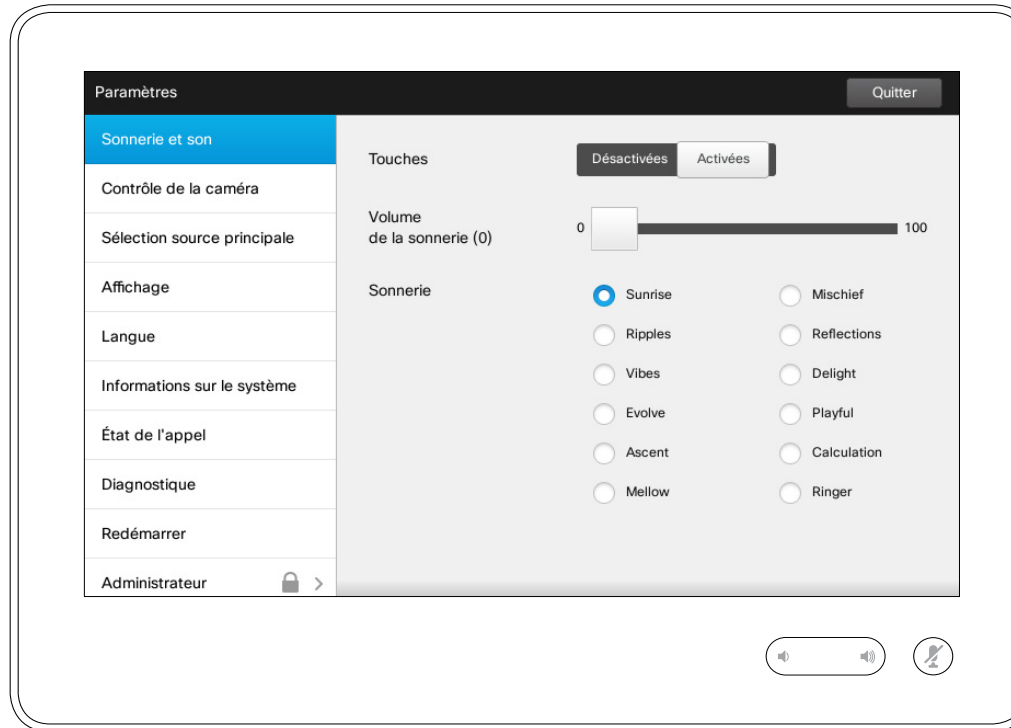 Paramètres
Quitter
Sonnerie et son
Contrôle de la caméra
Sélection source principale
Affichage
Langue
Informations sur le système
État de l'appel
Diagnostique
Redémarrer
Administrateur
Touches
Désactivées Activées
Volume
de la sonnerie (0)
0 100
Sonnerie
Sunrise Mischief
Ripples Reflections
Vibes Delight
Evolve Playful
Ascent Calculation
Mellow Ringer